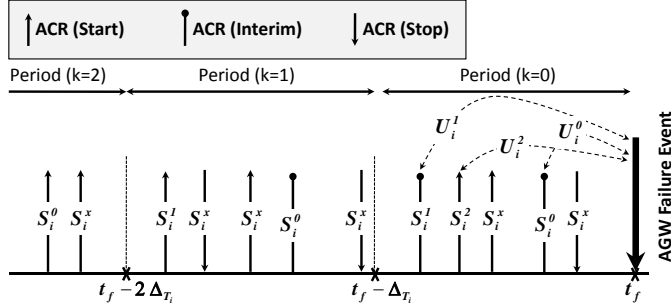 ACR (Start) ACR (Interim) ACR (Stop)
Period (k=2) Period (k=1) Period (k=0)
U_i^1 U_i^2 U_i^0
S_i^0 S_i^x S_i^1 S_i^x S_i^x S_i^0 S_i^x S_i^1 S_i^2 S_i^x S_i^0 S_i^x
t_f – 2 Δ_{T_i} t_f – Δ_{T_i} t_f
AGW Failure Event